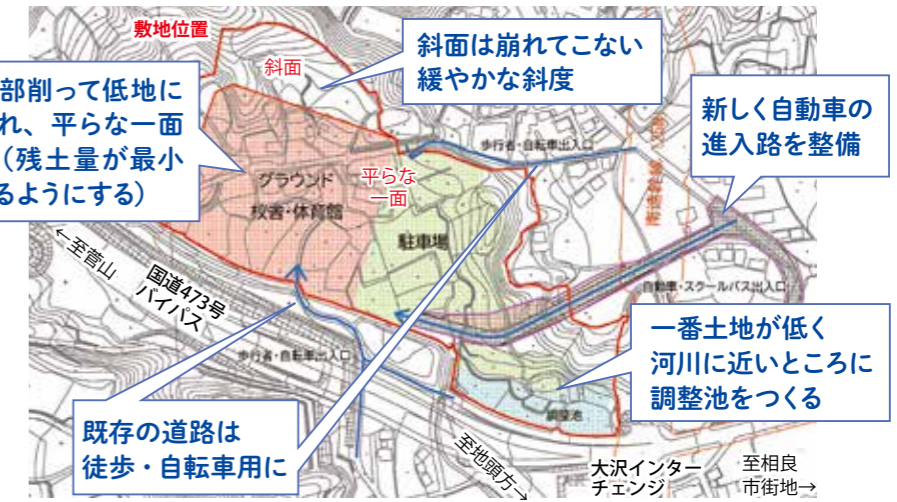 敷地位置
斜面
斜面は崩れてこない
緩やかな斜度
部削って低地に
れ、平らな一面
（残土量が最小
るようにする）
新しく自動車の
進入路を整備
歩行者・自転車出入口
グラウンド
校舎・体育館
平らな
一面
駐車場
←至菅山
国道473号
バイパス
自動車・スクールバス出入口
歩行者・自転車出入口
一番土地が低く
河川に近いところに
調整池をつくる
調整池
既存の道路は
徒歩・自転車用に
至地頭方→
大沢インター
チェンジ
至相良
市街地→